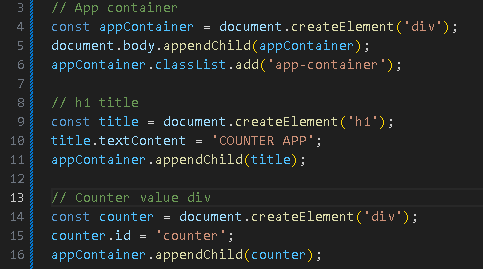 3 // App container
4 const appContainer = document.createElement('div');
5 document.body.appendChild(appContainer);
6 appContainer.classList.add('app-container');
7
8 // h1 title
9 const title = document.createElement('h1');
10 title.textContent = 'COUNTER APP';
11 appContainer.appendChild(title);
12
13 // Counter value div
14 const counter = document.createElement('div');
15 counter.id = 'counter';
16 appContainer.appendChild(counter);